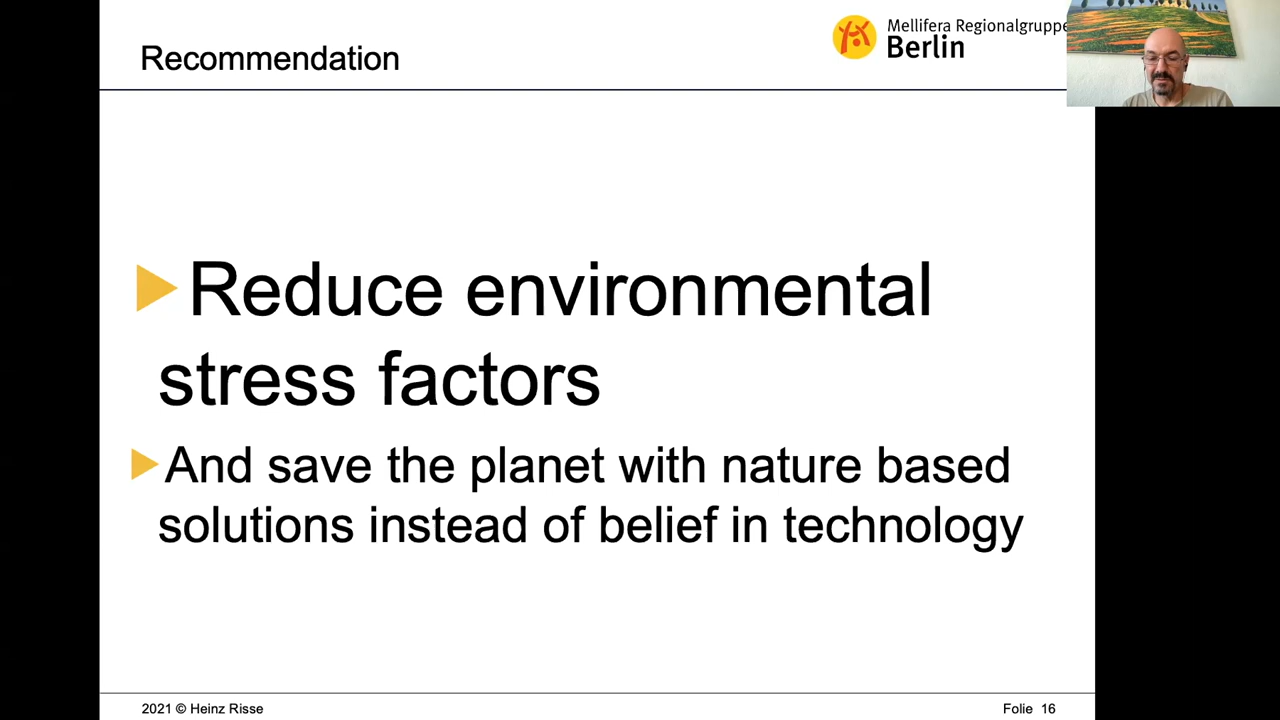 Recommendation
Mellifera Regionalgruppe
Berlin
Reduce environmental
stress factors
And save the planet with nature based
solutions instead of belief in technology
2021 © Heinz Risse
Folie 16